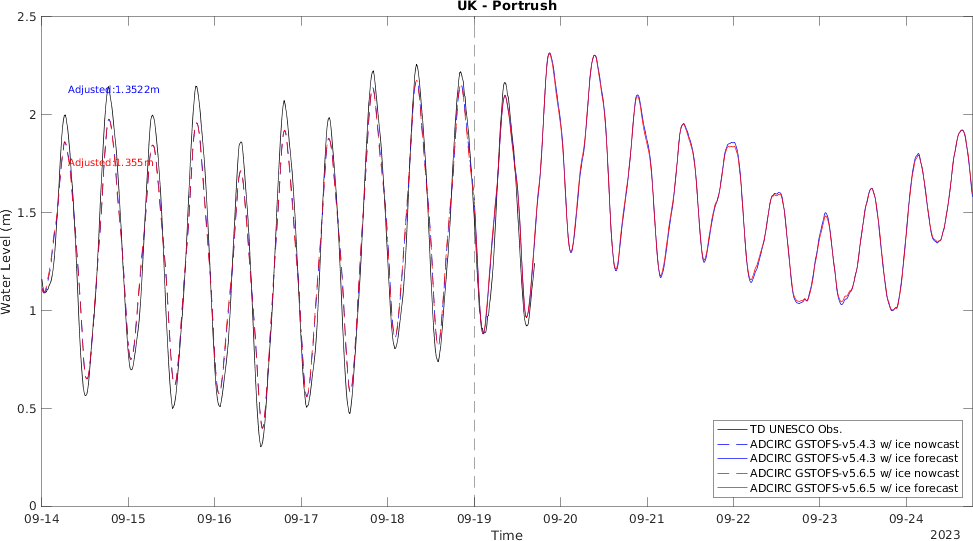 UK - Portrush
2.5
2
1.5
1
0.5
0
Water Level (m)
Adjusted:1.3522m
Adjusted:1.355m
TD UNESCO Obs.
ADCIRC GSTOFS-v5.4.3 w/ ice nowcast
ADCIRC GSTOFS-v5.4.3 w/ ice forecast
ADCIRC GSTOFS-v5.6.5 w/ ice nowcast
ADCIRC GSTOFS-v5.6.5 w/ ice forecast
09-14 09-15 09-16 09-17 09-18 09-19 09-20 09-21 09-22 09-23 09-24
Time
2023